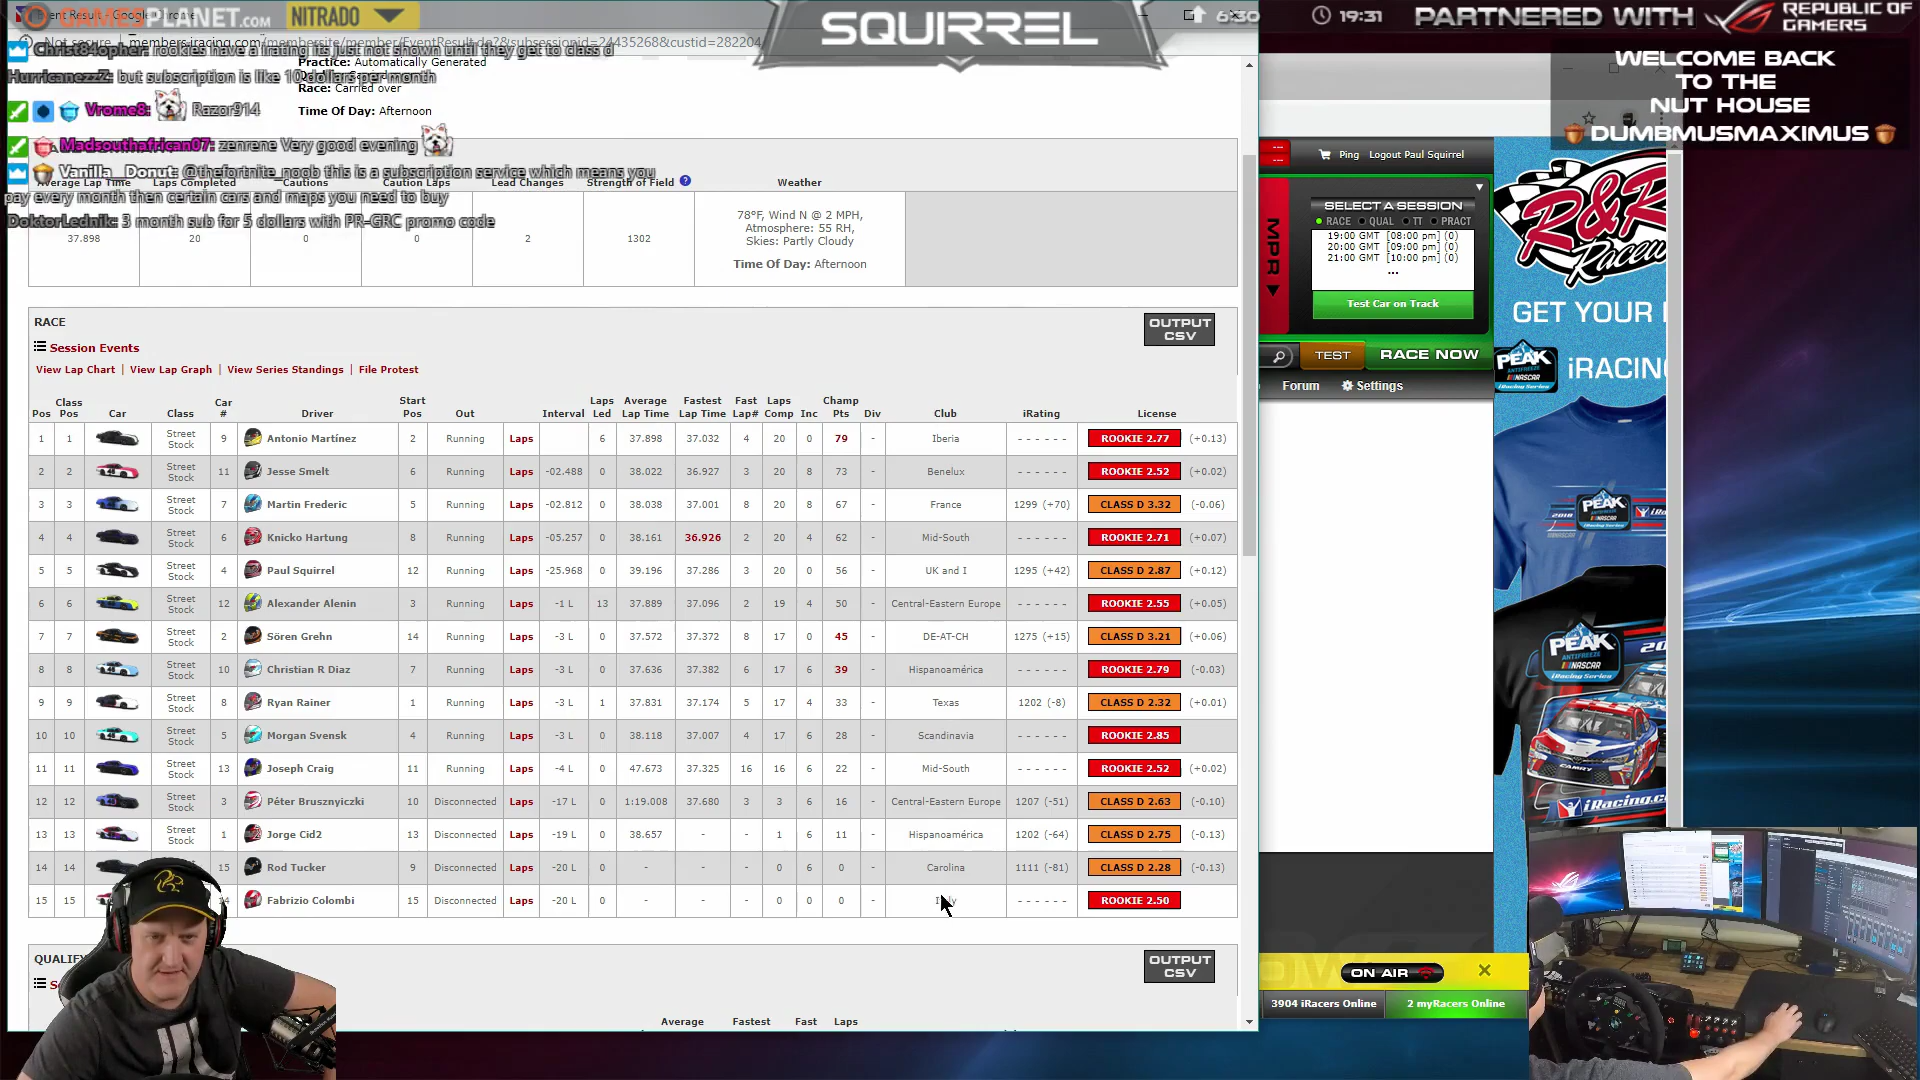 GAMESPLANET.COM NITRADO
SQUIRREL
6:30
19:31
PARTNERED WITH
REPUBLIC OF GAMERS
WELCOME BACK
TO THE
NUT HOUSE
DUMBMUSMAXIMUS
Christ84opher: rookies have a irating its just not shown until they get to class d
HurricanezzZ: but subscription is like 10 dollars per month
Vrome8: Razor914
Madsouthafrican07: zenrene Very good evening
Vanilla_Donut: @thefortnite_noob this is a subscription service which means you
pay every month then certain cars and maps you need to buy
DoktorLednik: 3 month sub for 5 dollars with PR-GRC promo code
Practice: Automatically Generated
Race: Carried over
Time Of Day: Afternoon
Average Lap Time Laps Completed Cautions Caution Laps Lead Changes Strength of Field Weather
37.898 20 0 0 2 1302
78°F, Wind N @ 2 MPH,
Atmosphere: 55 RH,
Skies: Partly Cloudy
Time Of Day: Afternoon
RACE
OUTPUT CSV
Session Events
View Lap Chart | View Lap Graph | View Series Standings | File Protest
Pos Class Pos Car Class Car # Driver Start Pos Out Interval Laps Led Average Lap Time Fastest Lap Time Fast Lap# Laps Comp Inc Champ Pts Div Club iRating License
1 1 Street Stock 9 Antonio Martínez 2 Running Laps 6 37.898 37.032 4 20 0 79 - Iberia - - - - - - ROOKIE 2.77 (+0.13)
2 2 Street Stock 11 Jesse Smelt 6 Running Laps -02.488 0 38.022 36.927 3 20 8 73 - Benelux - - - - - - ROOKIE 2.52 (+0.02)
3 3 Street Stock 7 Martin Frederic 5 Running Laps -02.812 0 38.038 37.001 8 20 8 67 - France 1299 (+70) CLASS D 3.32 (-0.06)
4 4 Street Stock 6 Knicko Hartung 8 Running Laps -05.257 0 38.161 36.926 2 20 4 62 - Mid-South - - - - - - ROOKIE 2.71 (+0.07)
5 5 Street Stock 4 Paul Squirrel 12 Running Laps -25.968 0 39.196 37.286 3 20 0 56 - UK and I 1295 (+42) CLASS D 2.87 (+0.12)
6 6 Street Stock 12 Alexander Alenin 3 Running Laps -1 L 13 37.889 37.096 2 19 4 50 - Central-Eastern Europe - - - - - - ROOKIE 2.55 (+0.05)
7 7 Street Stock 2 Sören Grehn 14 Running Laps -3 L 0 37.572 37.372 8 17 0 45 - DE-AT-CH 1275 (+15) CLASS D 3.21 (+0.06)
8 8 Street Stock 10 Christian R Diaz 7 Running Laps -3 L 0 37.636 37.382 6 17 6 39 - Hispanoamérica - - - - - - ROOKIE 2.79 (-0.03)
9 9 Street Stock 8 Ryan Rainer 1 Running Laps -3 L 1 37.831 37.174 5 17 4 33 - Texas 1202 (-8) CLASS D 2.32 (+0.01)
10 10 Street Stock 5 Morgan Svensk 4 Running Laps -3 L 0 38.118 37.007 4 17 6 28 - Scandinavia - - - - - - ROOKIE 2.85
11 11 Street Stock 13 Joseph Craig 11 Running Laps -4 L 0 47.673 37.325 16 16 6 22 - Mid-South - - - - - - ROOKIE 2.52 (+0.02)
12 12 Street Stock 3 Péter Brusznyiczki 10 Disconnected Laps -17 L 0 1:19.008 37.680 3 3 6 16 - Central-Eastern Europe 1207 (-51) CLASS D 2.63 (-0.10)
13 13 Street Stock 1 Jorge Cid2 13 Disconnected Laps -19 L 0 38.657 - - 1 6 11 - Hispanoamérica 1202 (-64) CLASS D 2.75 (-0.13)
14 14 Street Stock 15 Rod Tucker 9 Disconnected Laps -20 L 0 - - - 0 6 0 - Carolina 1111 (-81) CLASS D 2.28 (-0.13)
15 15 Street Stock 14 Fabrizio Colombi 15 Disconnected Laps -20 L 0 - - - 0 0 0 - - - - - - - ROOKIE 2.50
OUTPUT CSV
Average Fastest Fast Laps
Ping Logout Paul Squirrel
MPR
SELECT A SESSION
RACE QUAL TT PRACT
19:00 GMT [08:00 pm] (0)
20:00 GMT [09:00 pm] (0)
21:00 GMT [10:00 pm] (0)
...
Test Car on Track
TEST RACE NOW
Forum Settings
R&R Raceway
GET YOUR
PEAK ANTIFREEZE NASCAR iRACING
PEAK
PEAK ANTIFREEZE NASCAR iRacing Series
CAMRY
iRacing.co
ON AIR
3904 iRacers Online 2 myRacers Online